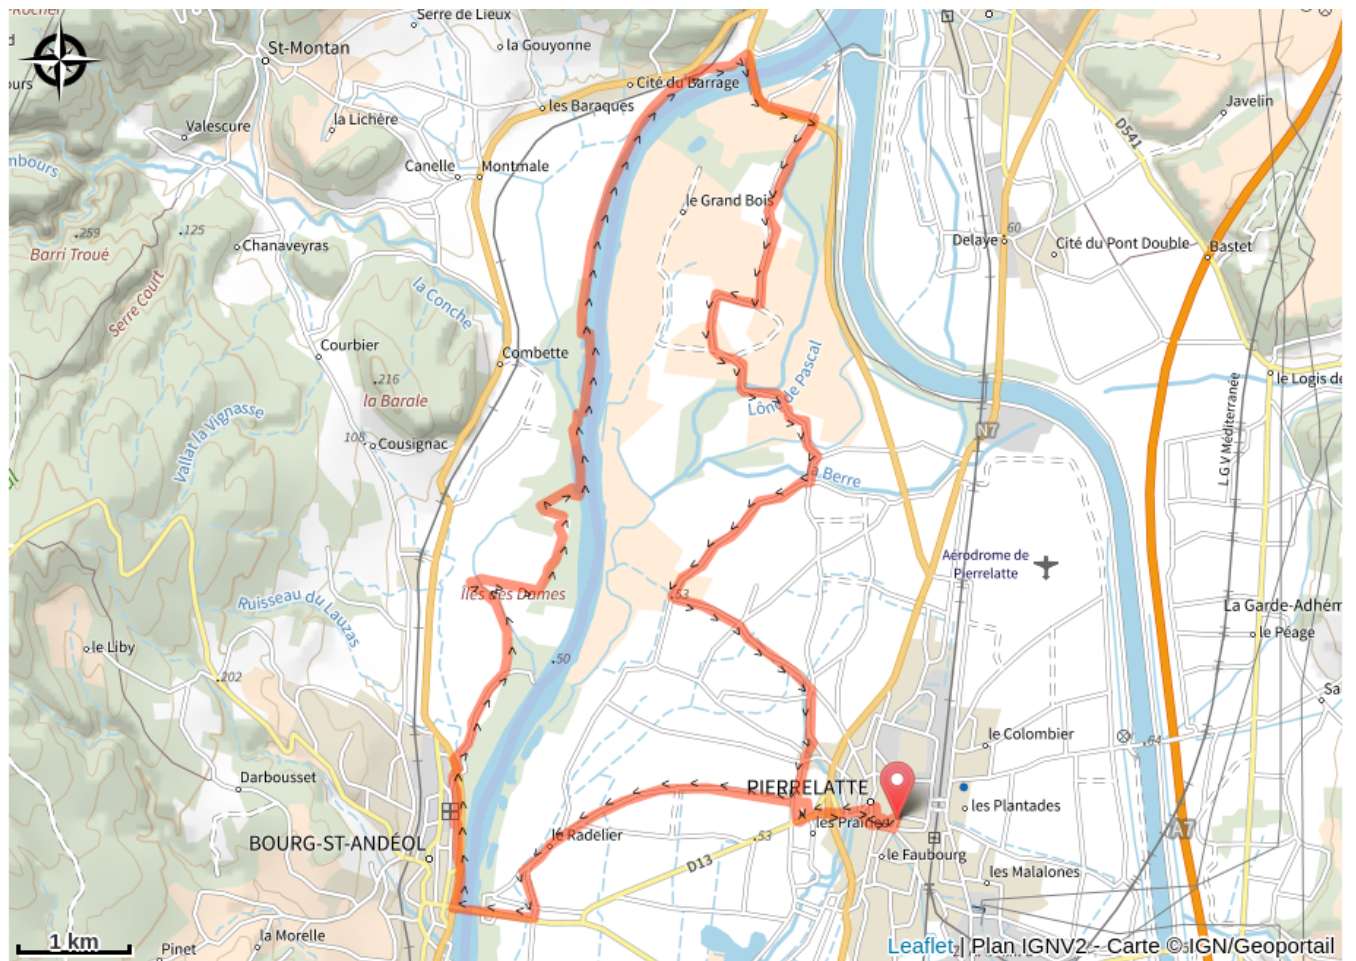 Serre de Lieux
St-Montan
la Gouyonne
Cité du Barrage
les Baraques
Javelin
Valescure
la Lichère
D541
Canelle
Montmale
le Grand Bois
.259
.125
Barri Troué
Chanaveyras
60
Delaye
Cité du Pont Double
Bastet
Serre Court
la Conche
Courbier
Combette
.216
la Barale
Lône de Pascal
le Logis de
Vallat la Vignasse
108
Cousignac
N7
L G V Méditerranée
la Berre
Aérodrome de
Pierrelatte
Îles des Dames
.53
Ruisseau du Lauzas
La Garde-Adhém
le Péage
le Liby
.50
.202
Sa
le Colombier
.64
Darbousset
PIERRELATTE
les Plantades
les Prairies
le Radelier
.53
A7
BOURG-ST-ANDÉOL
D13
le Faubourg
les Malalones
la Morelle
Pinet
1 km
Leaflet | Plan IGNV2 - Carte © IGN/Geoportail